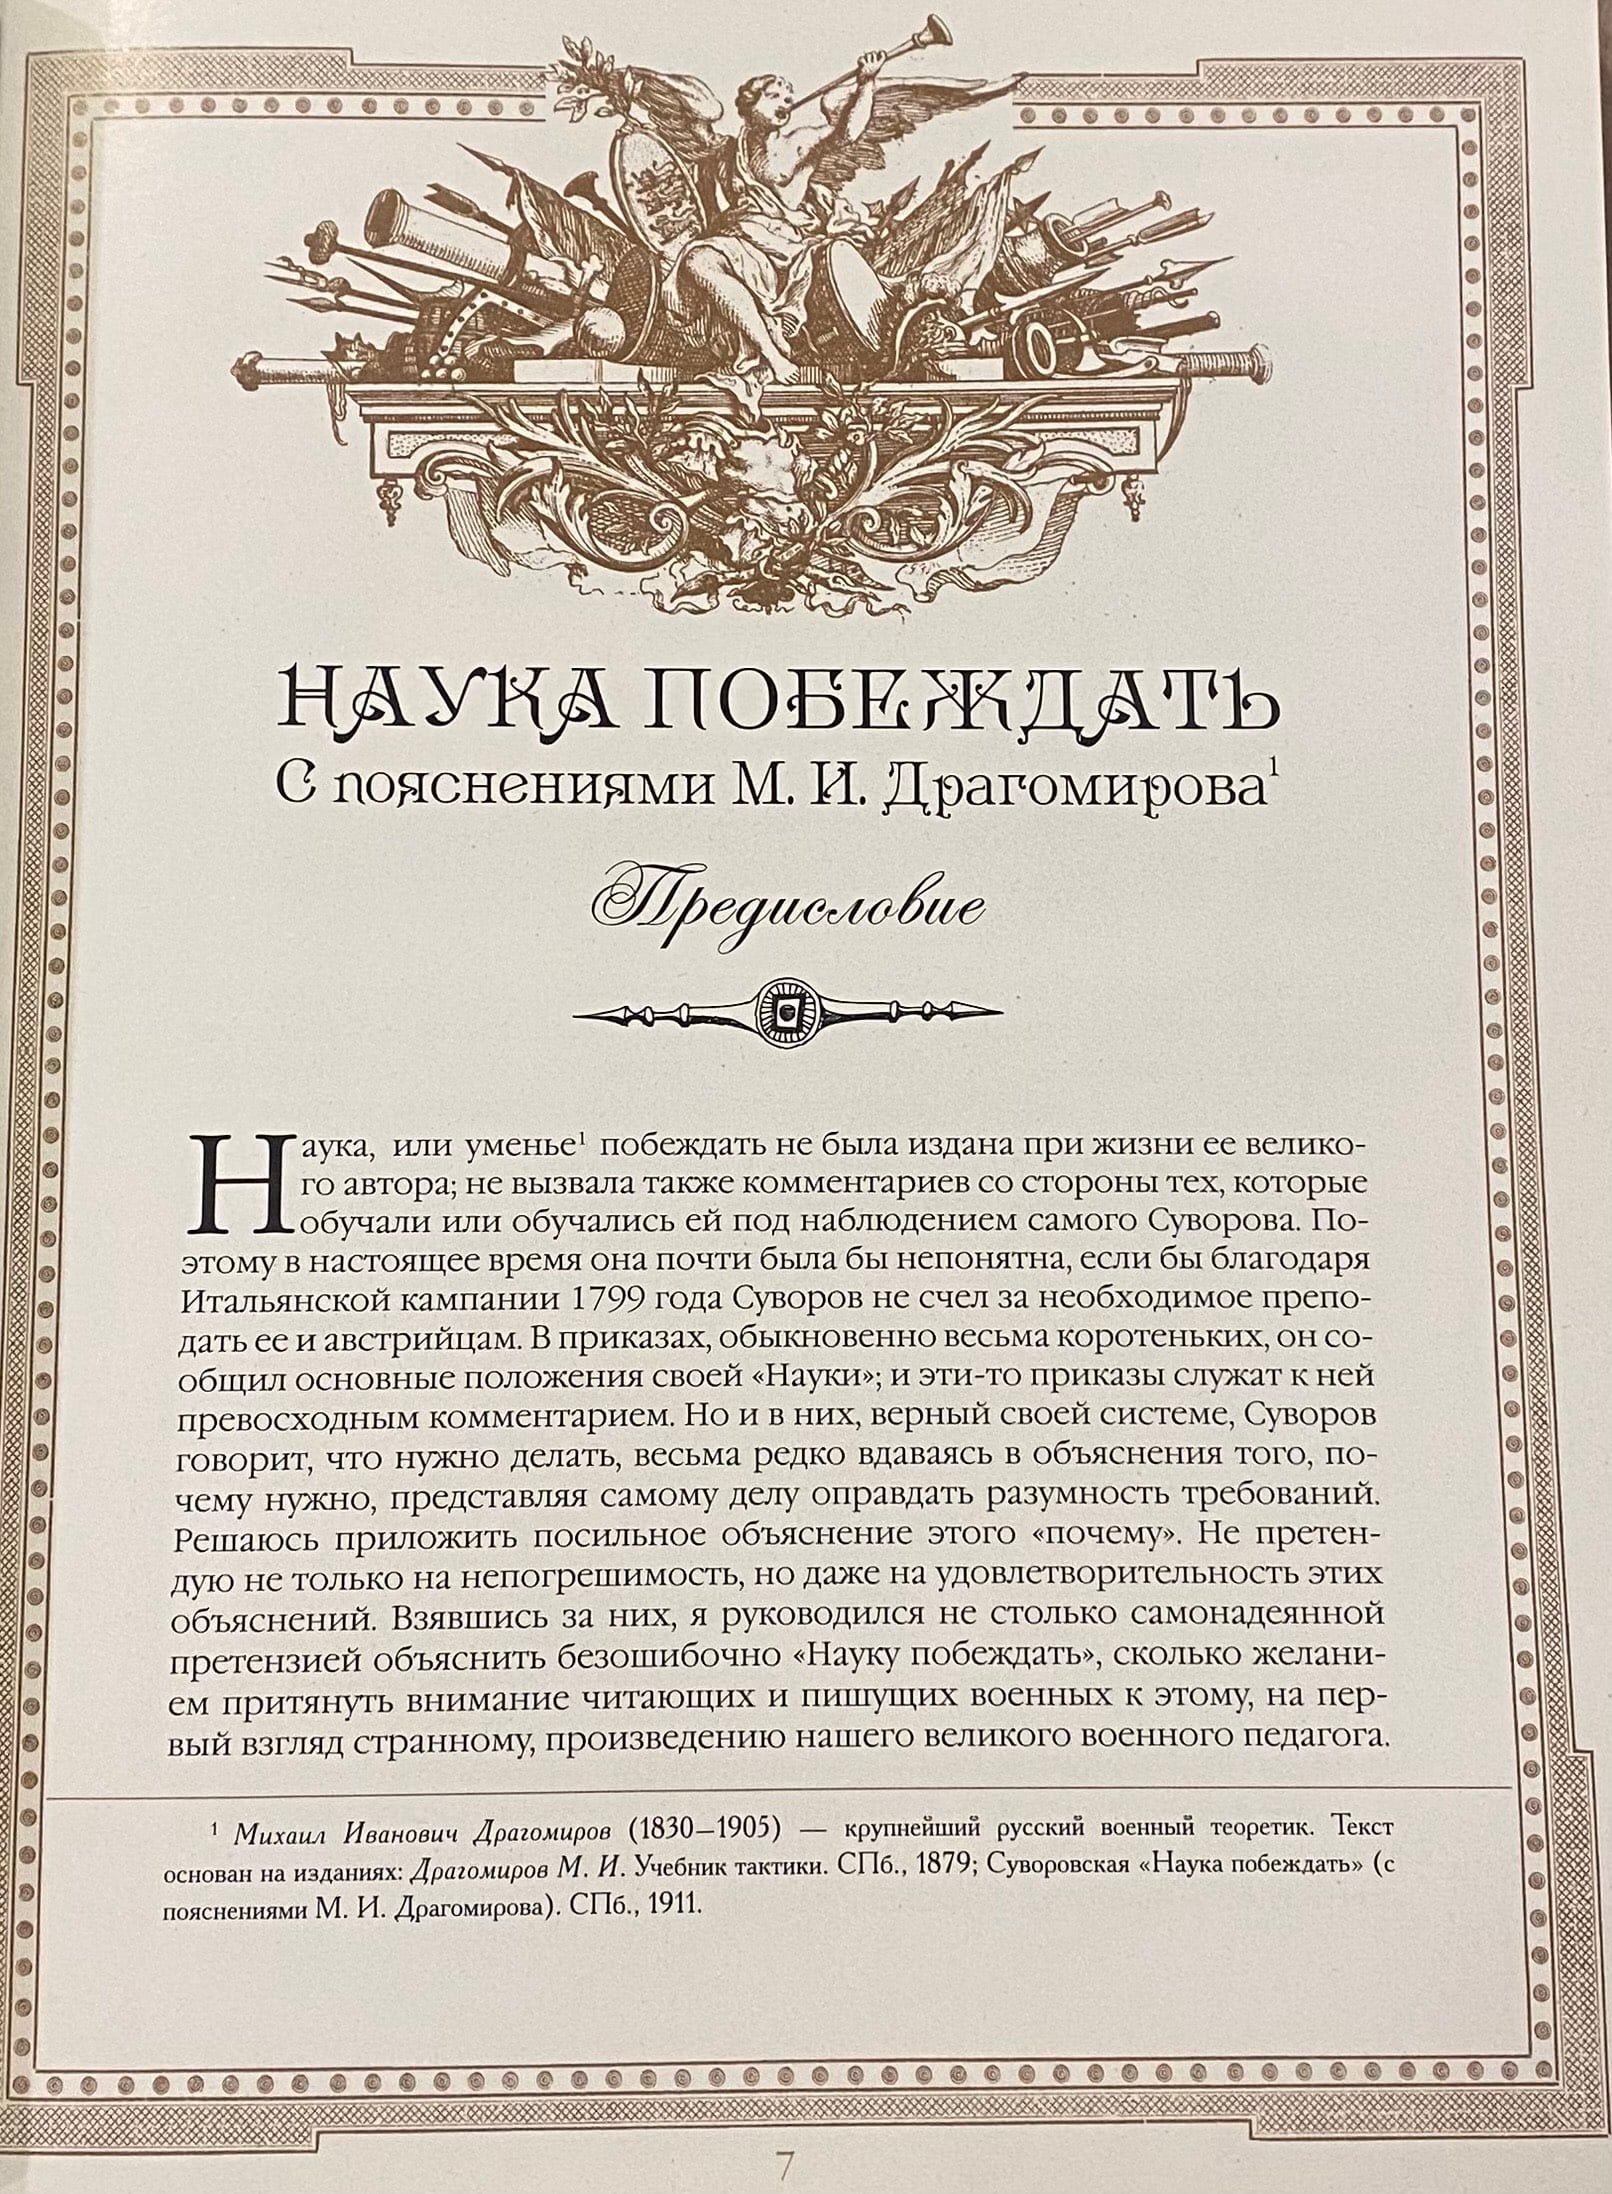 НАУКА ПОБЕЖДАТЬ
С пояснениями М. И. Драгомирова¹
Предисловие
Наука, или уменье¹ побеждать не была издана при жизни ее велико-
го автора; не вызвала также комментариев со стороны тех, которые
обучали или обучались ей под наблюдением самого Суворова. По-
этому в настоящее время она почти была бы непонятна, если бы благодаря
Итальянской кампании 1799 года Суворов не счел за необходимое препо-
дать ее и австрийцам. В приказах, обыкновенно весьма коротеньких, он со-
общил основные положения своей «Науки»; и эти-то приказы служат к ней
превосходным комментарием. Но и в них, верный своей системе, Суворов
говорит, что нужно делать, весьма редко вдаваясь в объяснения того, по-
чему нужно, представляя самому делу оправдать разумность требований.
Решаюсь приложить посильное объяснение этого «почему». Не претен-
дую не только на непогрешимость, но даже на удовлетворительность этих
объяснений. Взявшись за них, я руководился не столько самонадеянной
претензией объяснить безошибочно «Науку побеждать», сколько желани-
ем притянуть внимание читающих и пишущих военных к этому, на пер-
вый взгляд странному, произведению нашего великого военного педагога.
¹ Михаил Иванович Драгомиров (1830–1905) — крупнейший русский военный теоретик. Текст
основан на изданиях: Драгомиров М. И. Учебник тактики. СПб., 1879; Суворовская «Наука побеждать» (с
пояснениями М. И. Драгомирова). СПб., 1911.
7